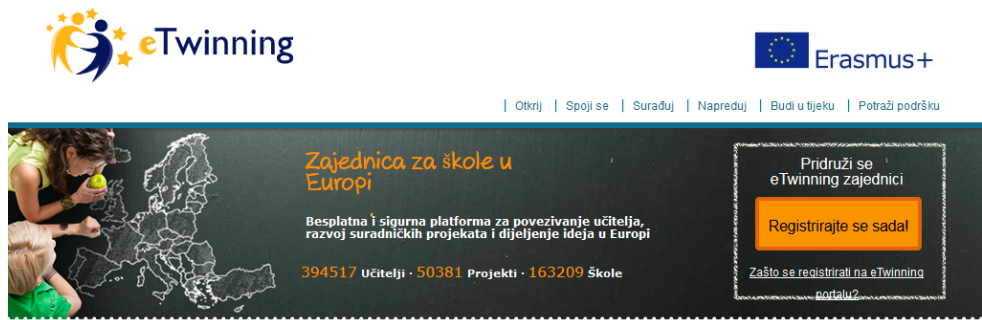 eTwinning
Erasmus+
Otkrij | Spoji se | Surađuj | Napreduj | Budi u tijeku | Potraži podršku
Zajednica za škole u
Europi
Besplatna i sigurna platforma za povezivanje učitelja,
razvoj suradničkih projekata i dijeljenje ideja u Europi
394517 Učitelji · 50381 Projekti · 163209 Škole
Pridruži se
eTwinning zajednici
Registrirajte se sada!
Zašto se registrirati na eTwinning
portalu?